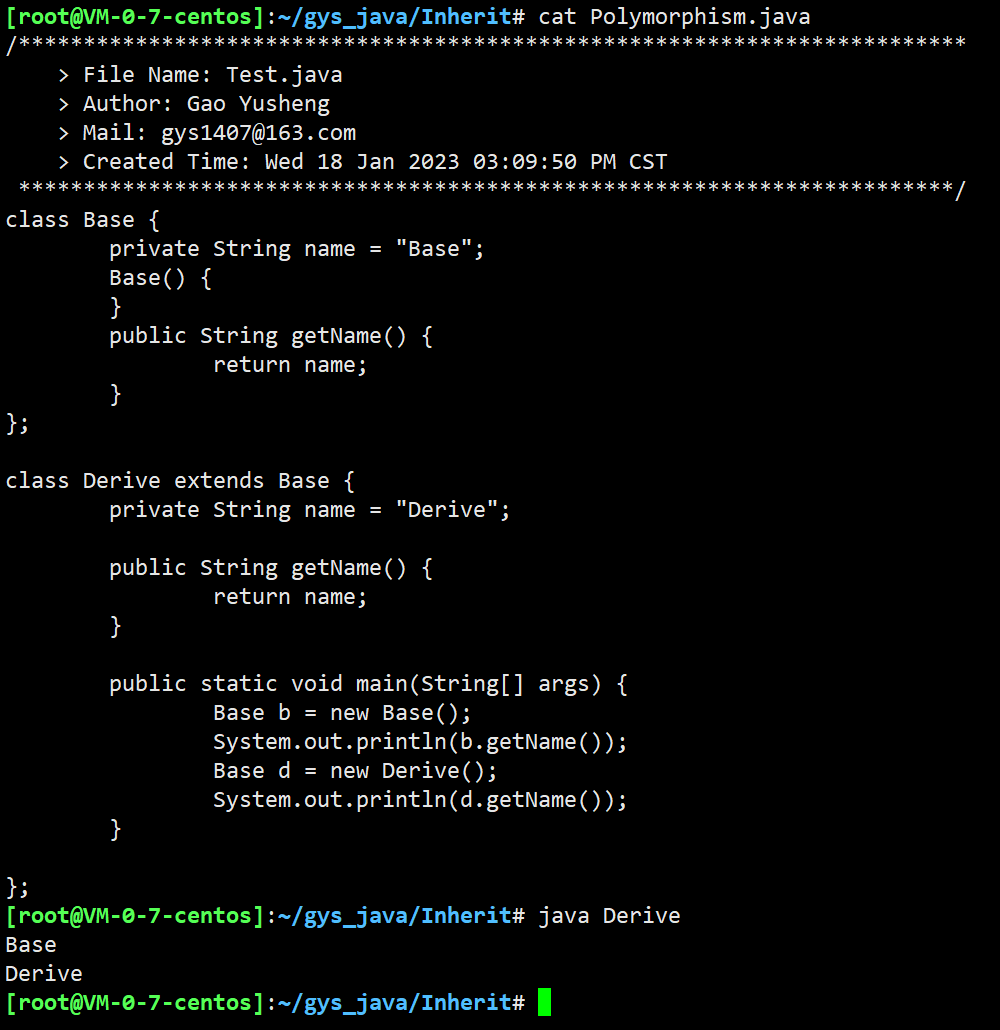 [root@VM-0-7-centos]:~/gys_java/Inherit# cat Polymorphism.java
/*************************************************************************
    > File Name: Test.java
    > Author: Gao Yusheng
    > Mail: gys1407@163.com
    > Created Time: Wed 18 Jan 2023 03:09:50 PM CST
 ************************************************************************/
class Base {
        private String name = "Base";
        Base() {
        }
        public String getName() {
                return name;
        }
};

class Derive extends Base {
        private String name = "Derive";

        public String getName() {
                return name;
        }

        public static void main(String[] args) {
                Base b = new Base();
                System.out.println(b.getName());
                Base d = new Derive();
                System.out.println(d.getName());
        }

};
[root@VM-0-7-centos]:~/gys_java/Inherit# java Derive
Base
Derive
[root@VM-0-7-centos]:~/gys_java/Inherit#